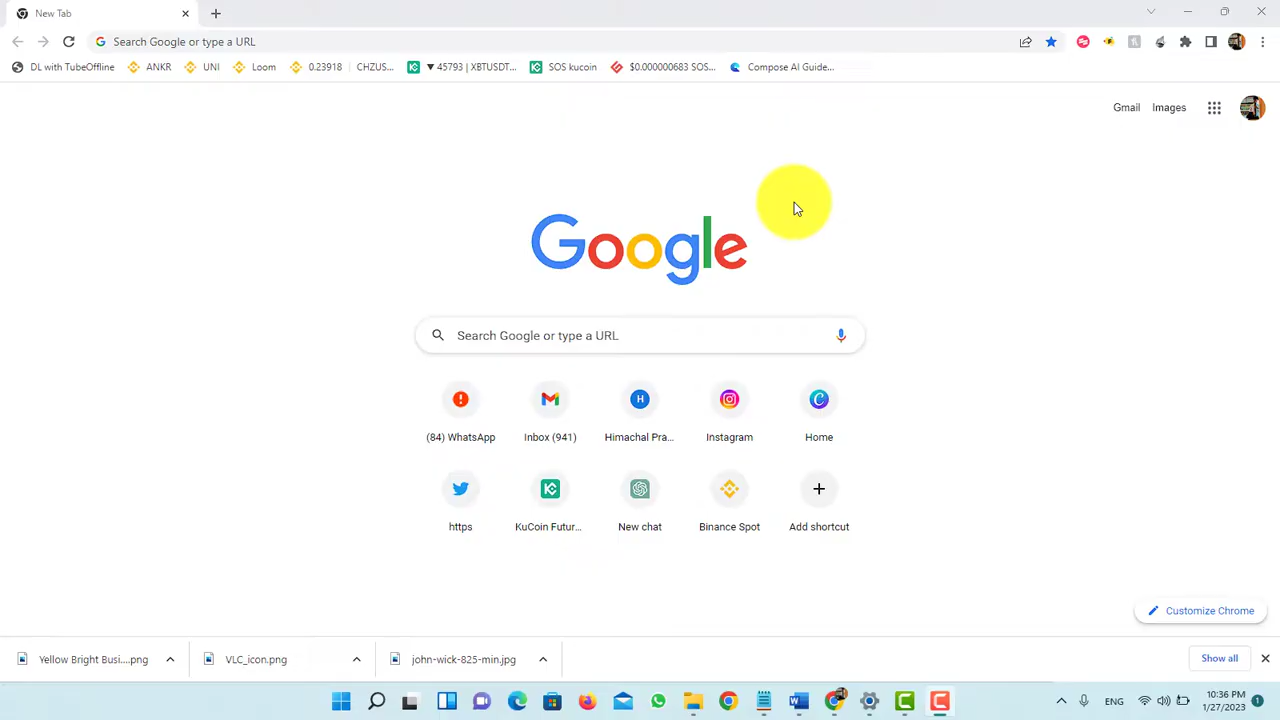 New Tab
Search Google or type a URL
DL with TubeOffline
ANKR
UNI
Loom
0.23918 | CHZUS...
▼45793 | XBTUSDT...
SOS kucoin
$0.000000683 SOS...
Compose AI Guide...
Gmail
Images
Google
Search Google or type a URL
(84) WhatsApp
Inbox (941)
Himachal Pra...
Instagram
Home
https
KuCoin Futur...
New chat
Binance Spot
Add shortcut
Customize Chrome
Yellow Bright Busi....png
VLC_icon.png
john-wick-825-min.jpg
Show all
ENG
10:36 PM
1/27/2023